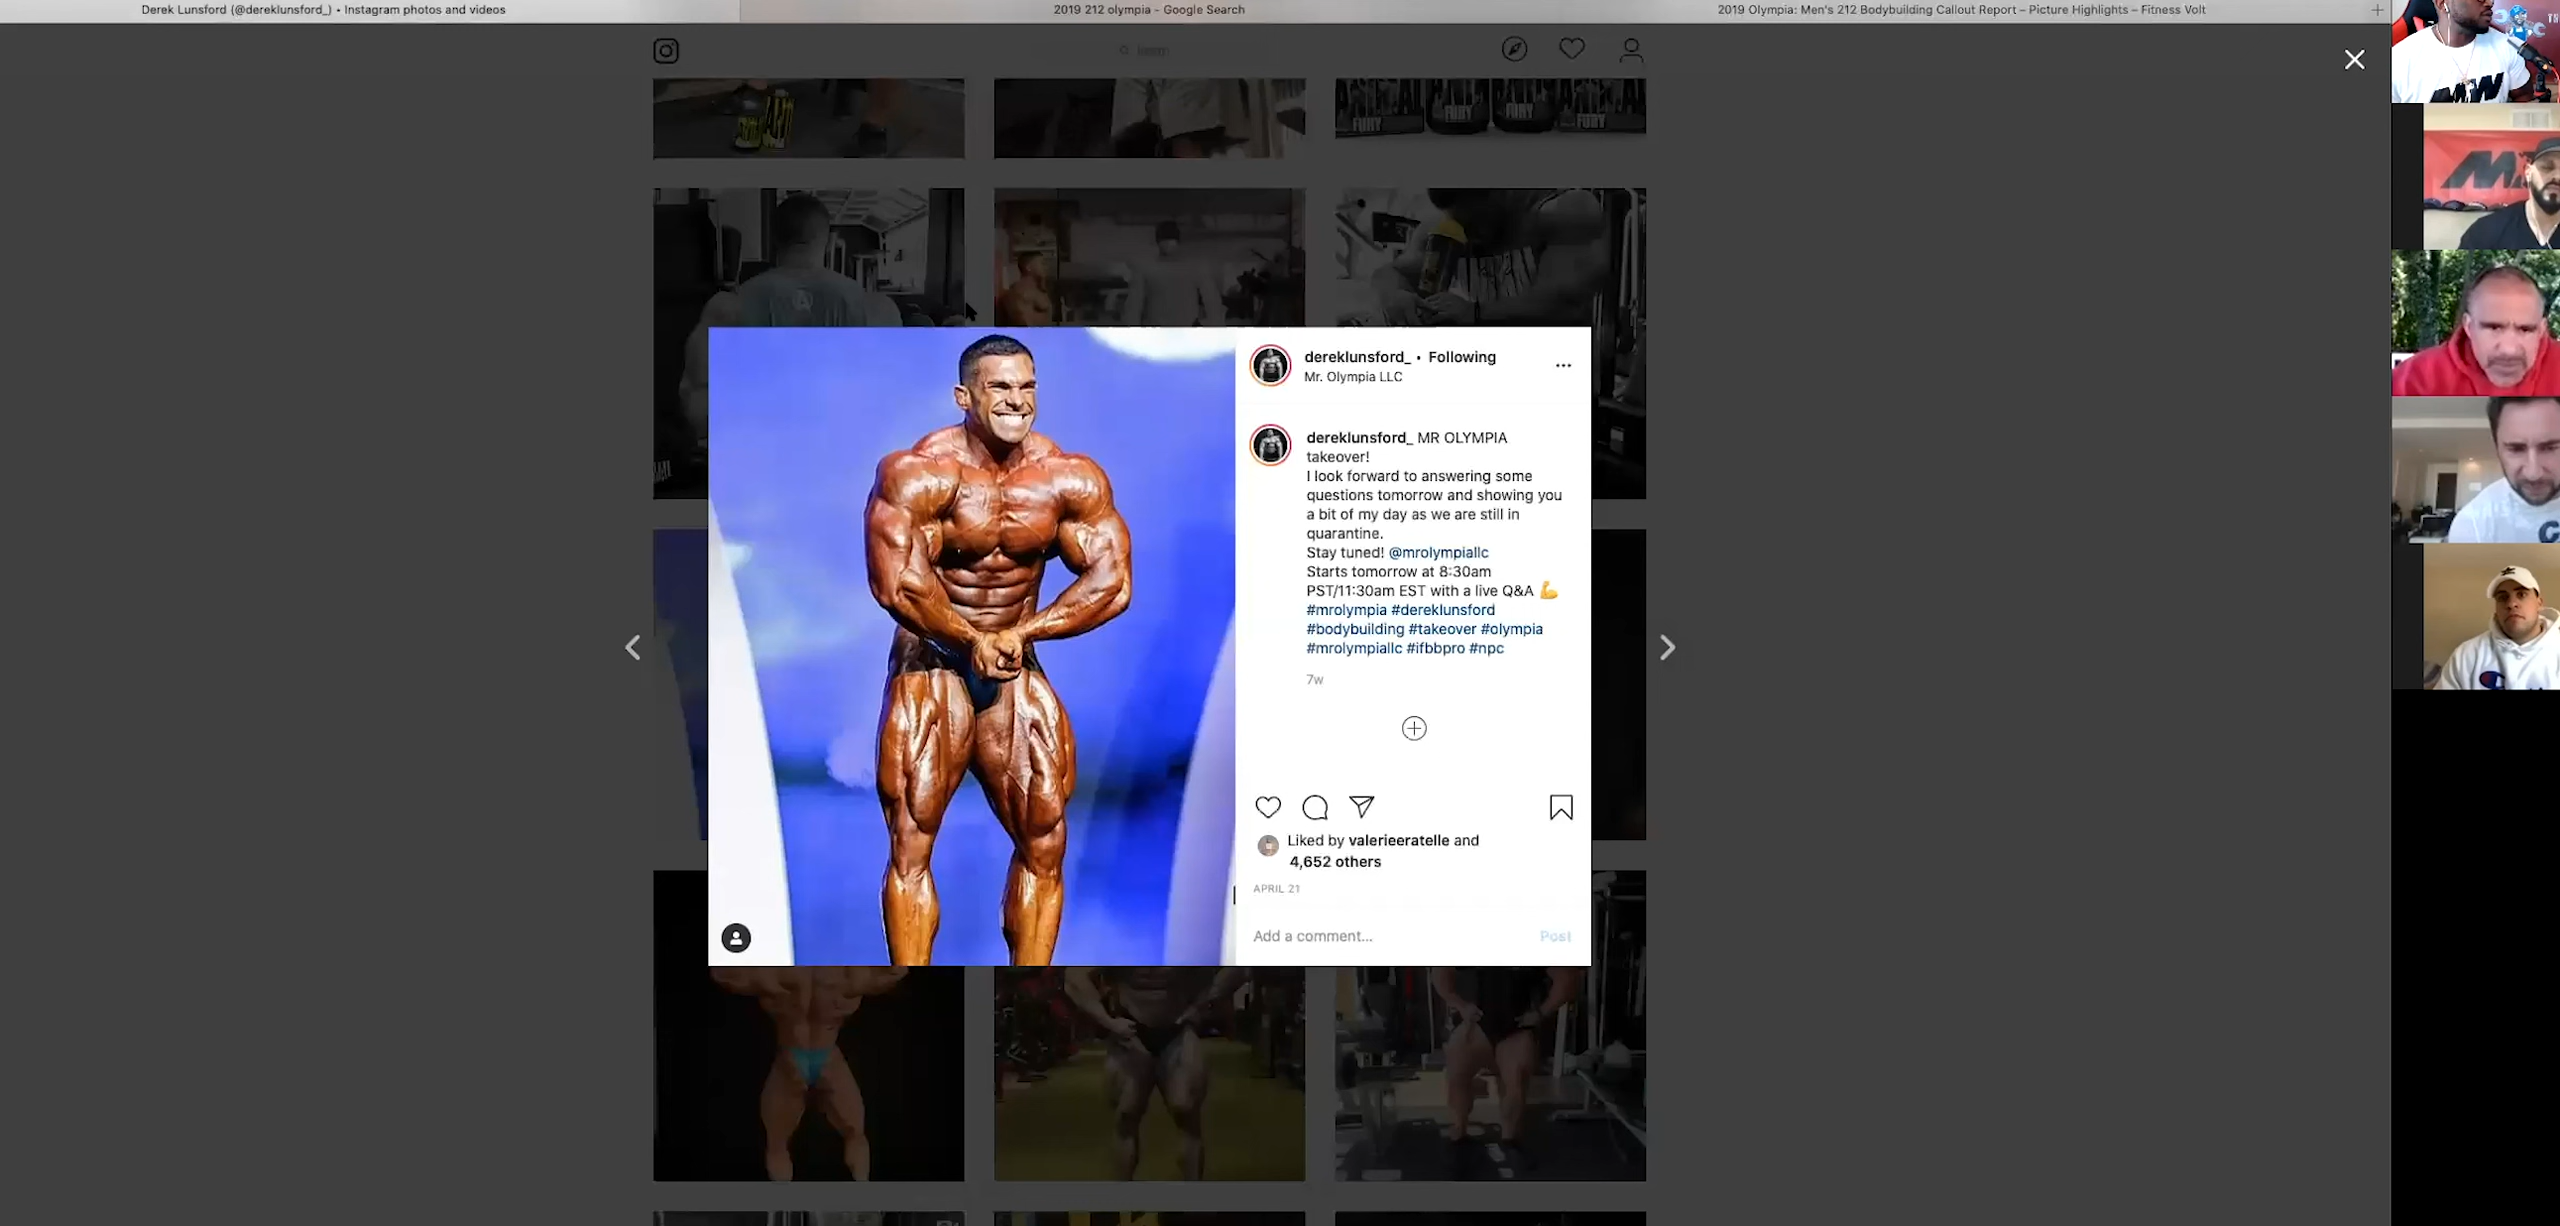 Derek Lunsford (@dereklunsford_) • Instagram photos and videos
2019 212 olympia - Google Search
2019 Olympia: Men's 212 Bodybuilding Callout Report – Picture Highlights – Fitness Volt
FURY
FURY
FURY
FURY
dereklunsford_ • Following
Mr. Olympia LLC
dereklunsford_ MR OLYMPIA
takeover!
I look forward to answering some
questions tomorrow and showing you
a bit of my day as we are still in
quarantine.
Stay tuned! @mrolympiallc
Starts tomorrow at 8:30am
PST/11:30am EST with a live Q&A 💪
#mrolympia #dereklunsford
#bodybuilding #takeover #olympia
#mrolympiallc #ifbbpro #npc
7w
Liked by valerieeratelle and
4,652 others
APRIL 21
Add a comment...
Post